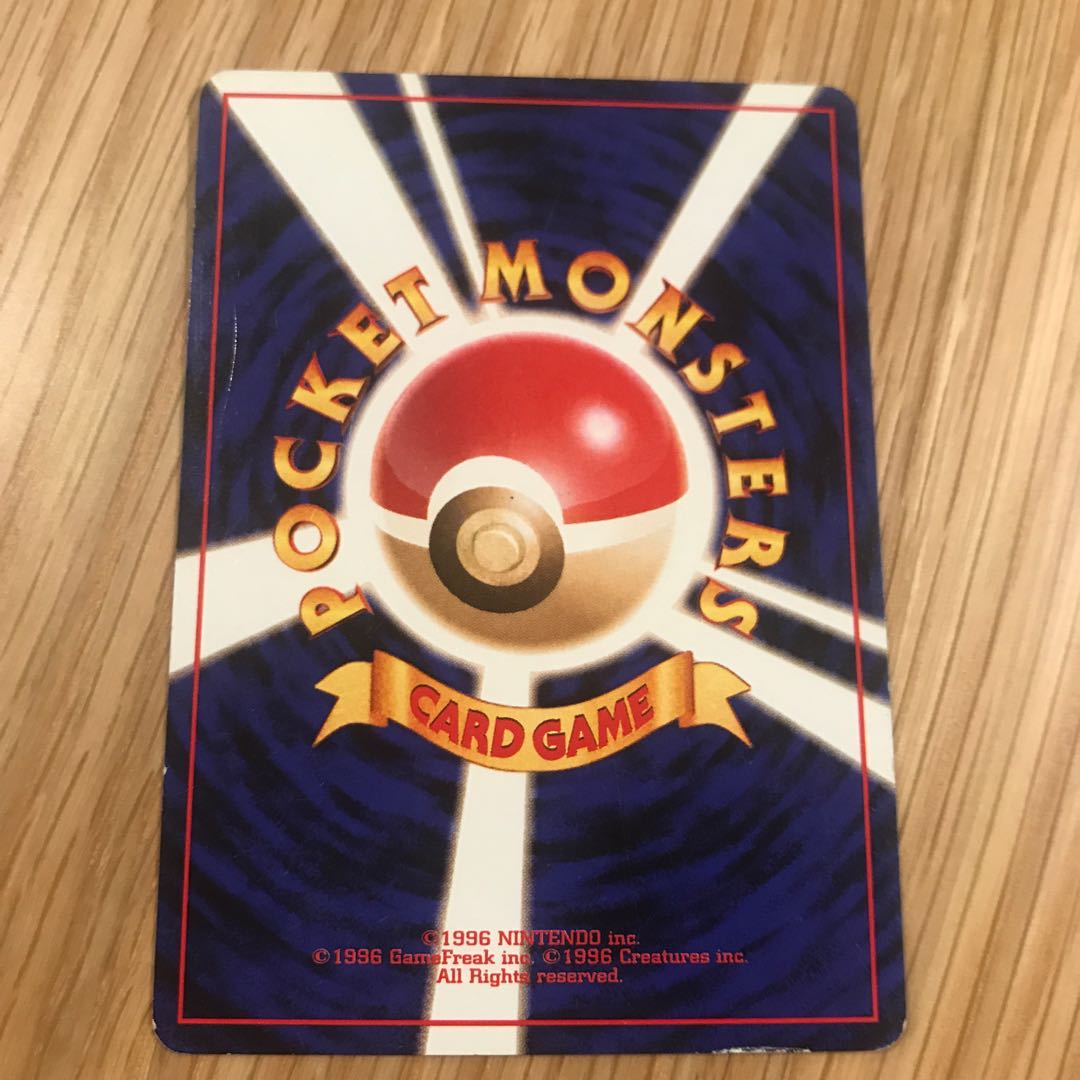 POCKET MONSTERS
CARD GAME
©1996 NINTENDO inc.
©1996 GameFreak inc. ©1996 Creatures inc.
All Rights reserved.